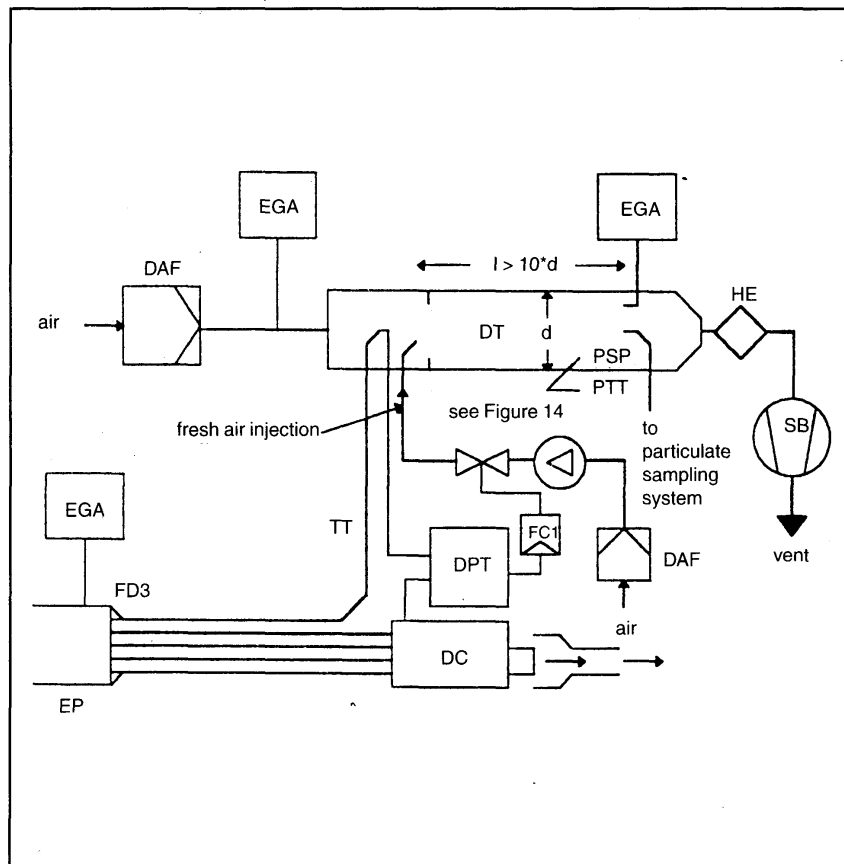 EGA
EGA
DAF
l > 10*d
HE
air
DT
d
PSP
PTT
fresh air injection
see Figure 14
to
particulate
sampling
system
SB
EGA
TT
FC1
DPT
DAF
vent
FD3
air
DC
EP